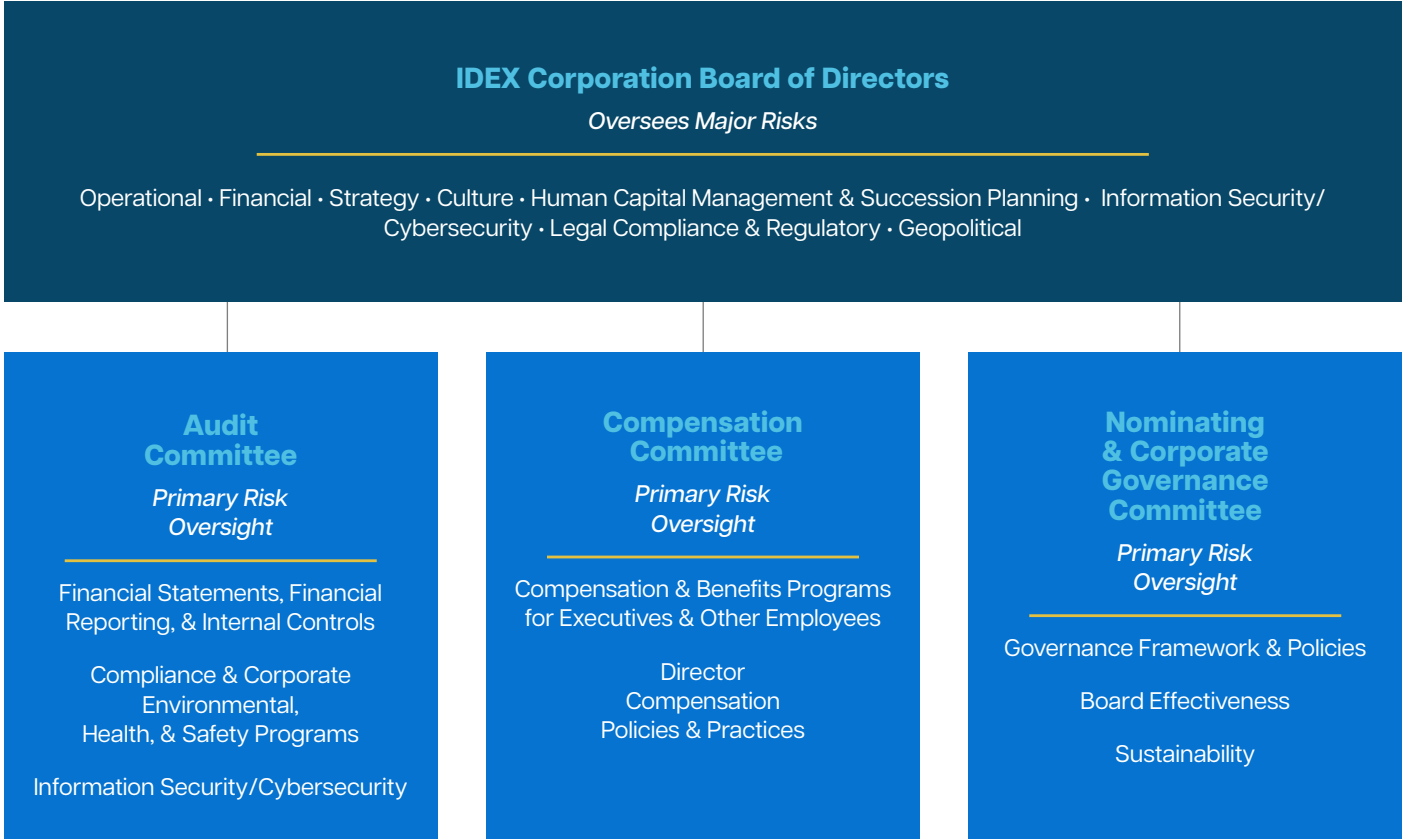 IDEX Corporation Board of Directors
Oversees Major Risks
Operational · Financial · Strategy · Culture · Human Capital Management & Succession Planning · Information Security/
Cybersecurity · Legal Compliance & Regulatory · Geopolitical
Audit
Committee
Primary Risk
Oversight
Financial Statements, Financial
Reporting, & Internal Controls
Compliance & Corporate
Environmental,
Health, & Safety Programs
Information Security/Cybersecurity
Compensation
Committee
Primary Risk
Oversight
Compensation & Benefits Programs
for Executives & Other Employees
Director
Compensation
Policies & Practices
Nominating
& Corporate
Governance
Committee
Primary Risk
Oversight
Governance Framework & Policies
Board Effectiveness
Sustainability